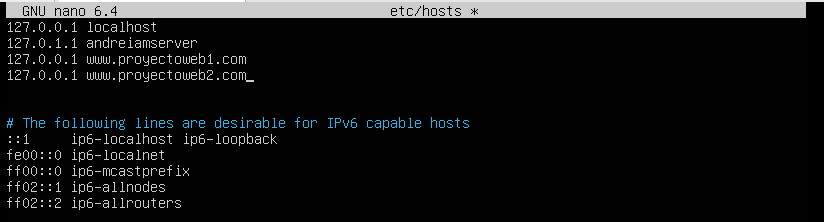 GNU nano 6.4 etc/hosts *
127.0.0.1 localhost
127.0.1.1 andreiamserver
127.0.0.1 www.proyectoweb1.com
127.0.0.1 www.proyectoweb2.com_
# The following lines are desirable for IPv6 capable hosts
::1 ip6-localhost ip6-loopback
fe00::0 ip6-localnet
ff00::0 ip6-mcastprefix
ff02::1 ip6-allnodes
ff02::2 ip6-allrouters